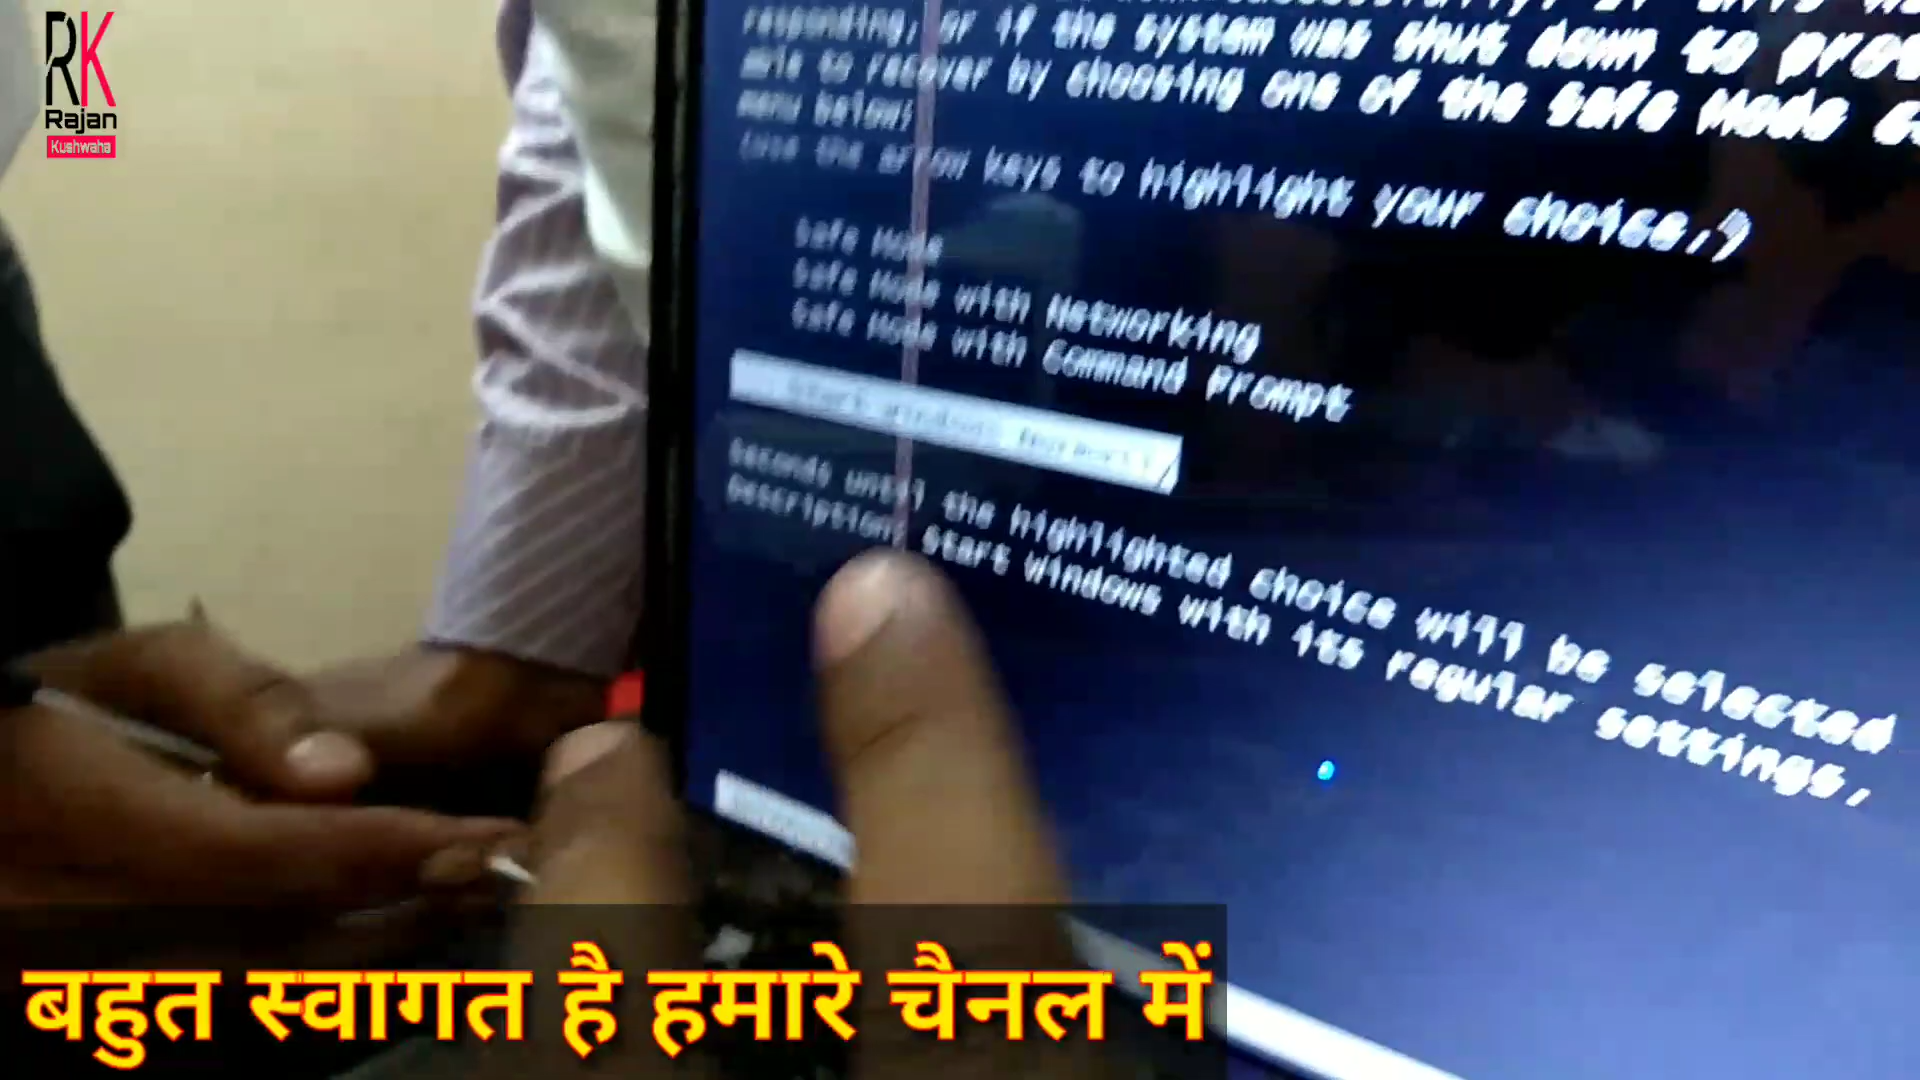 RK
Rajan
Kushwaha
responding, or if the system was shut down to
able to recover by choosing one of the Safe Mode
menu below:
(Use the arrow keys to highlight your choice.)
Safe Mode
Safe Mode with Networking
Safe Mode with Command Prompt
Start Windows Normally
Seconds until the highlighted choice will be selected
Description: Start Windows with its regular settings.
बहुत स्वागत है हमारे चैनल में